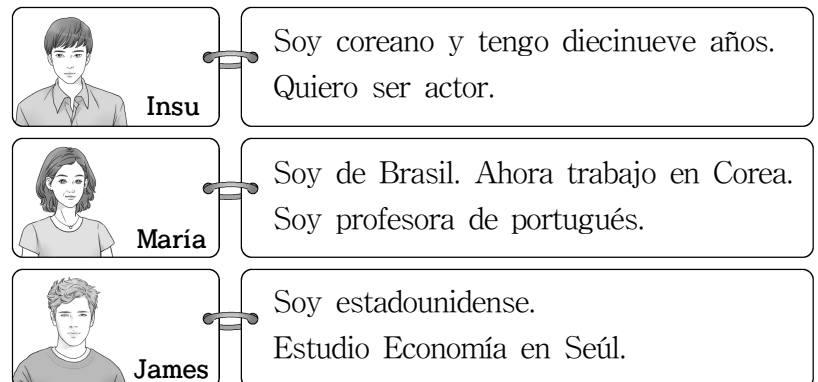 Insu
Soy coreano y tengo diecinueve años.
Quiero ser actor.
María
Soy de Brasil. Ahora trabajo en Corea.
Soy profesora de portugués.
James
Soy estadounidense.
Estudio Economía en Seúl.